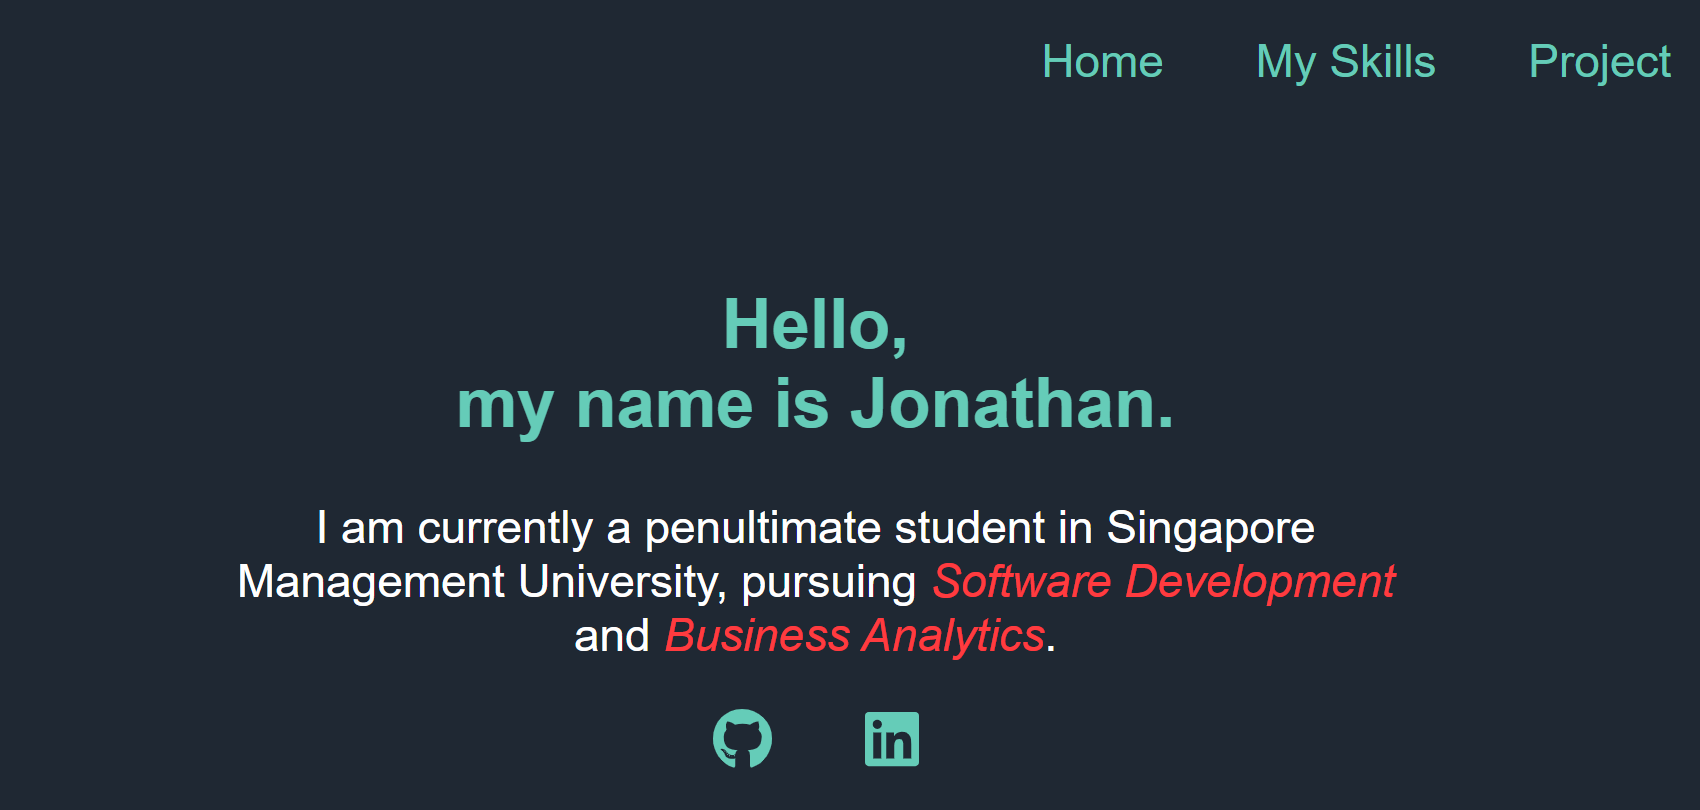 Home My Skills Project
Hello,
my name is Jonathan.
I am currently a penultimate student in Singapore
Management University, pursuing Software Development
and Business Analytics.
in